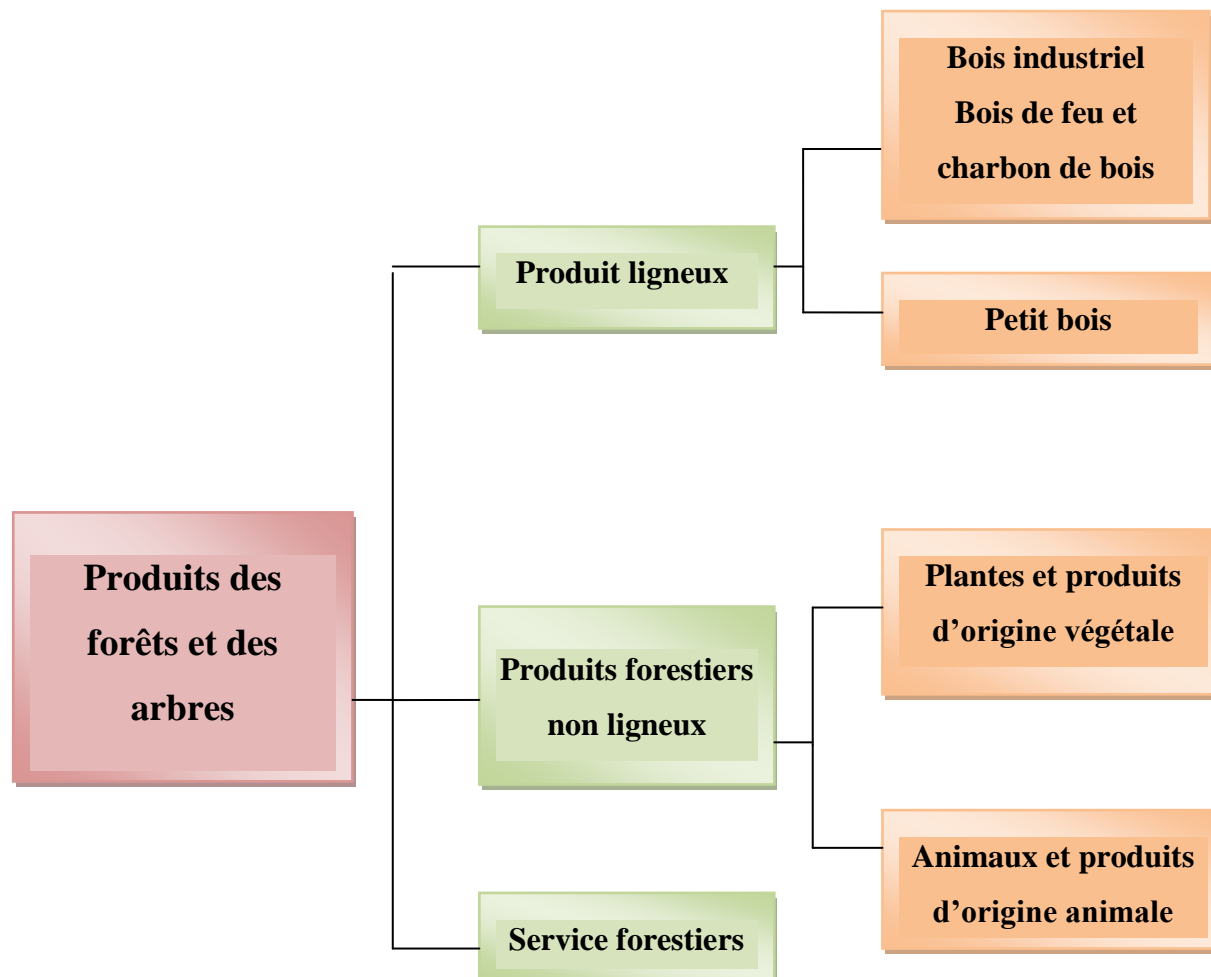 Produits des
forêts et des
arbres
Produit ligneux
Bois industriel
Bois de feu et
charbon de bois
Petit bois
Produits forestiers
non ligneux
Plantes et produits
d’origine végétale
Animaux et produits
d’origine animale
Service forestiers